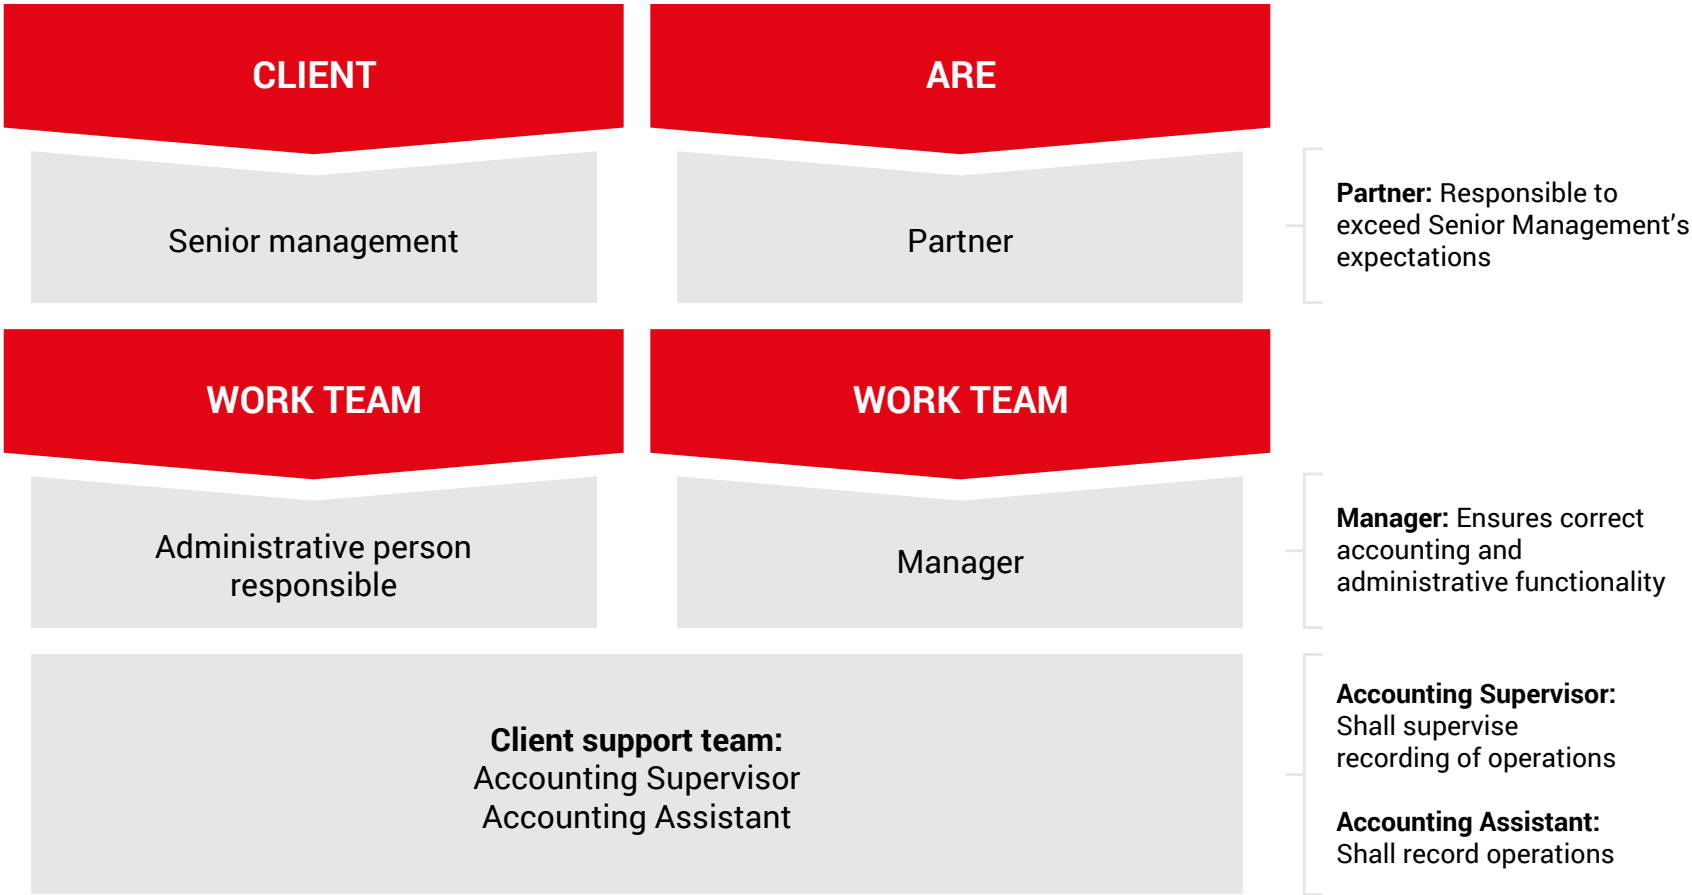 CLIENT
ARE
Senior management
Partner
Partner: Responsible to
exceed Senior Management’s
expectations
WORK TEAM
WORK TEAM
Administrative person
responsible
Manager
Manager: Ensures correct
accounting and
administrative functionality
Client support team:
Accounting Supervisor
Accounting Assistant
Accounting Supervisor:
Shall supervise
recording of operations
Accounting Assistant:
Shall record operations